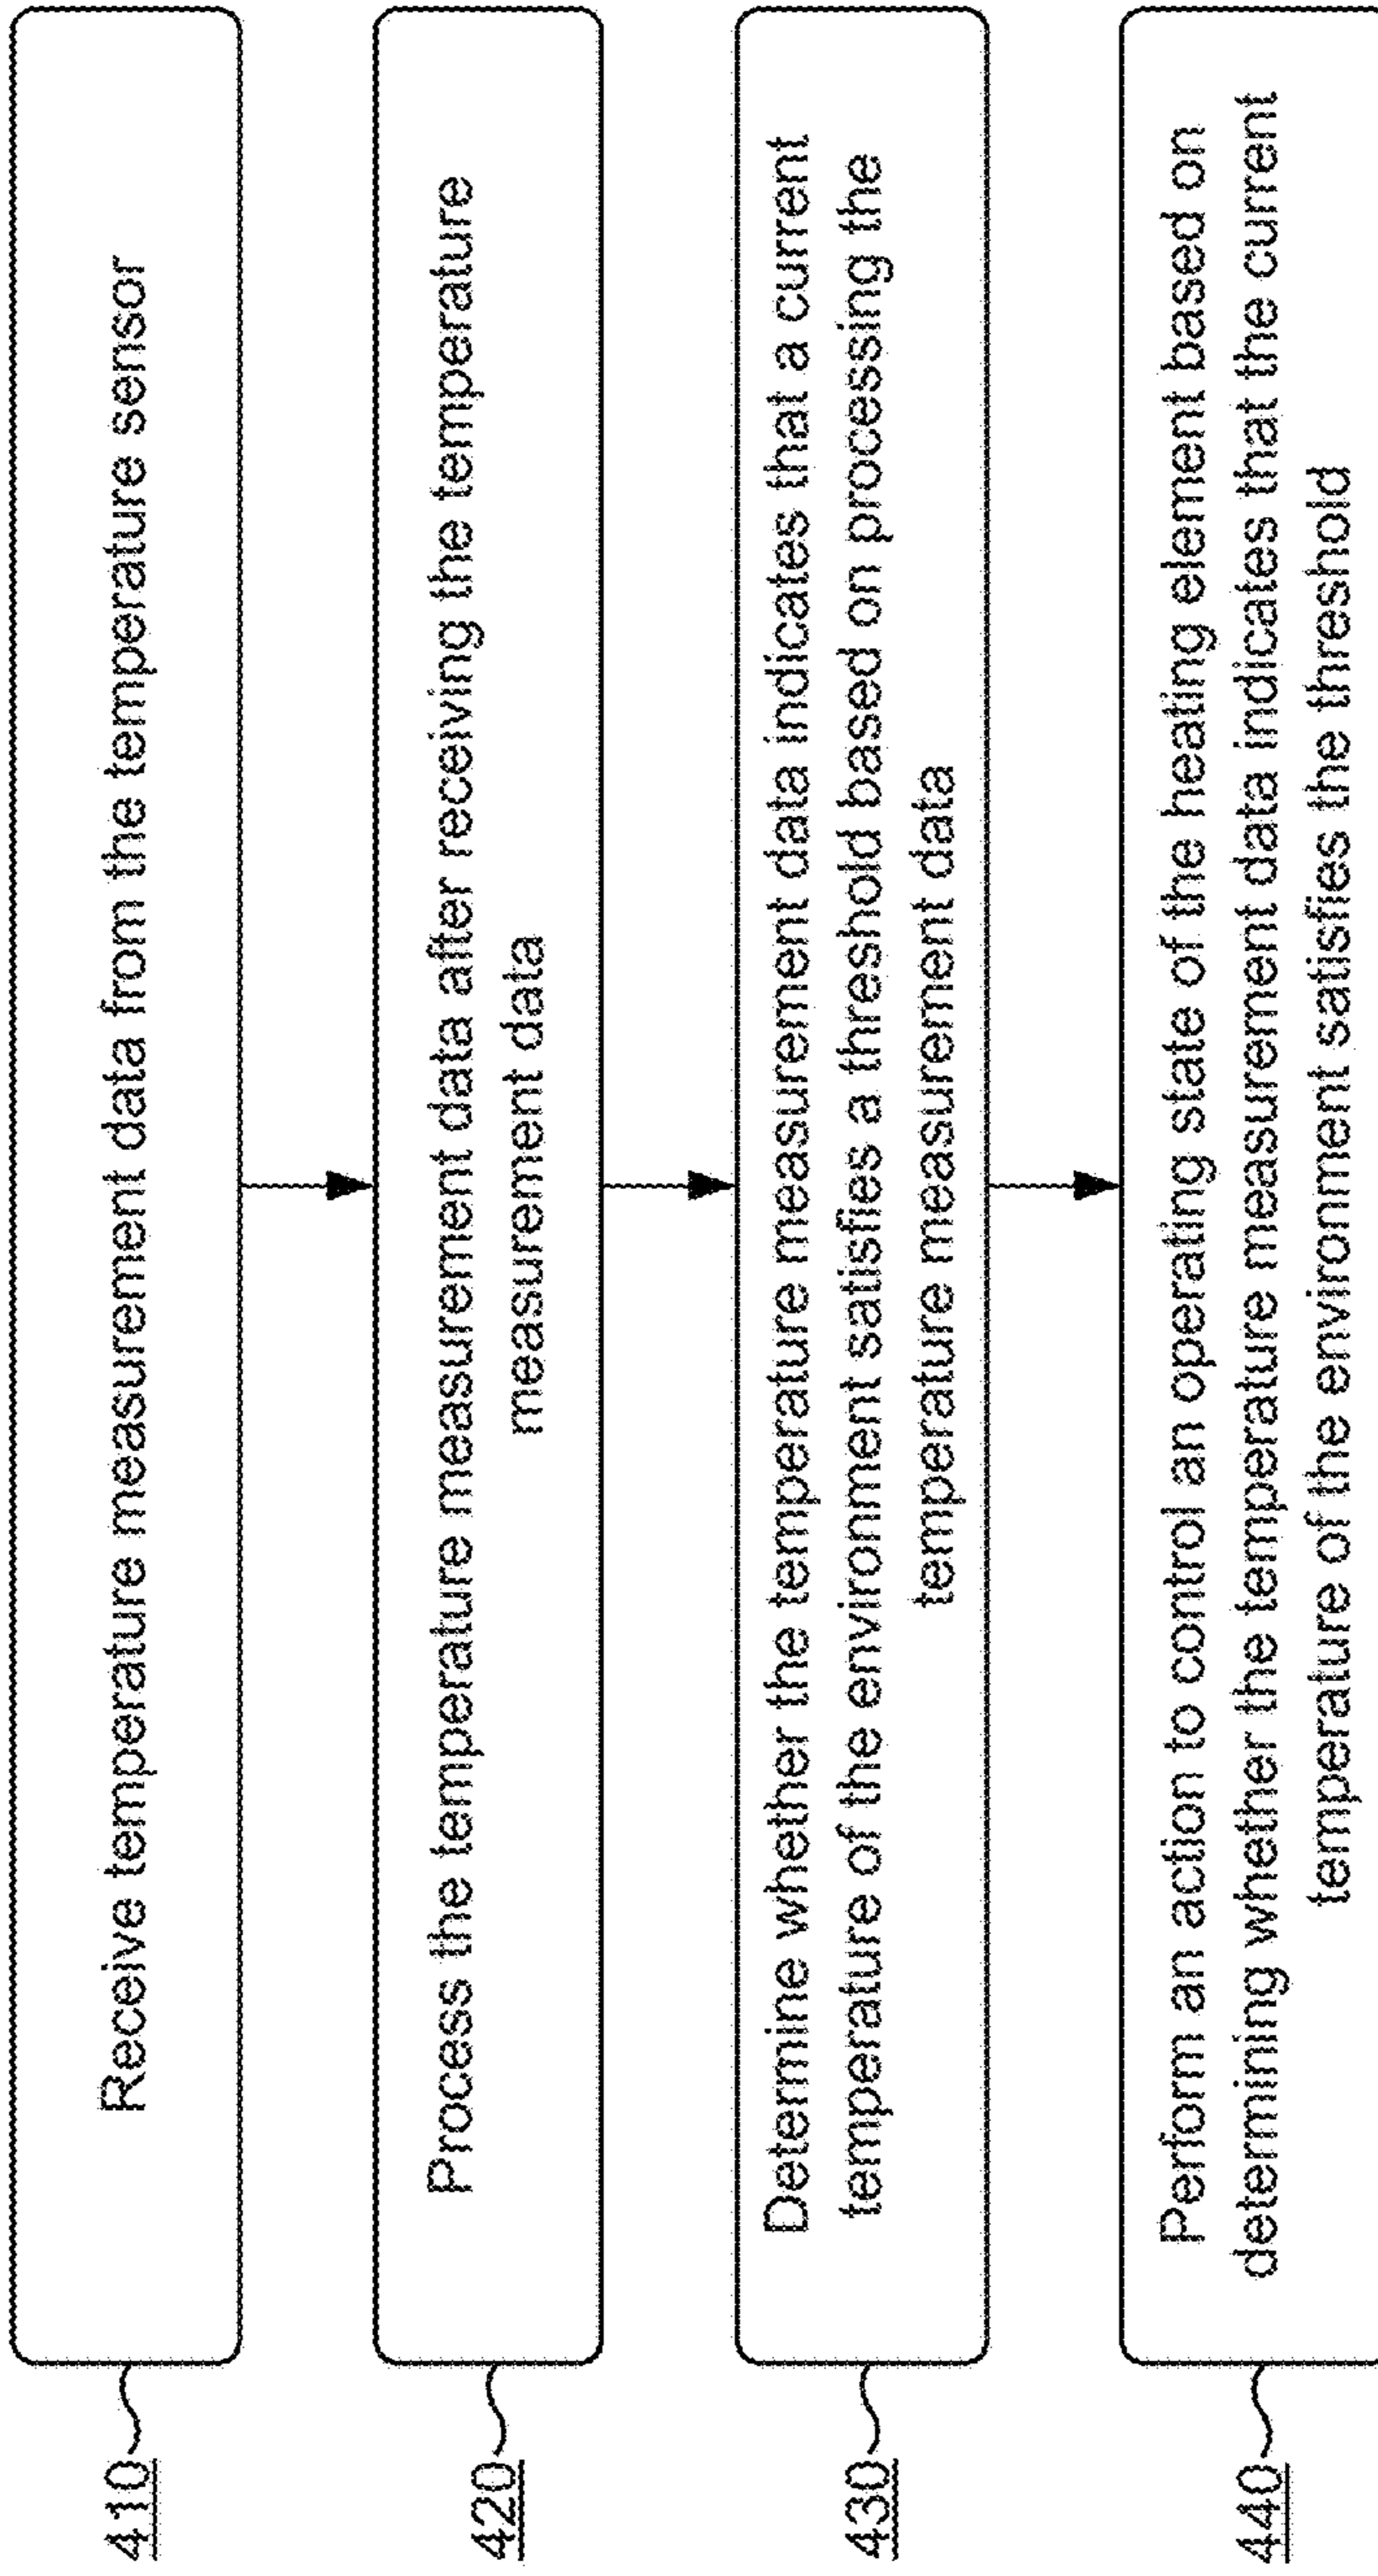 410
Receive temperature measurement data from the temperature sensor
420
Process the temperature measurement data after receiving the temperature
measurement data
430
Determine whether the temperature measurement data indicates that a current
temperature of the environment satisfies a threshold based on processing the
temperature measurement data
440
Perform an action to control an operating state of the heating element based on
determining whether the temperature measurement data indicates that the current
temperature of the environment satisfies the threshold